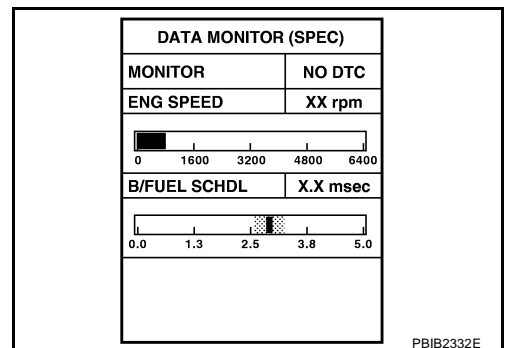 DATA MONITOR (SPEC)
MONITOR NO DTC
ENG SPEED XX rpm
0 1600 3200 4800 6400
B/FUEL SCHDL X.X msec
0.0 1.3 2.5 3.8 5.0
PBIB2332E